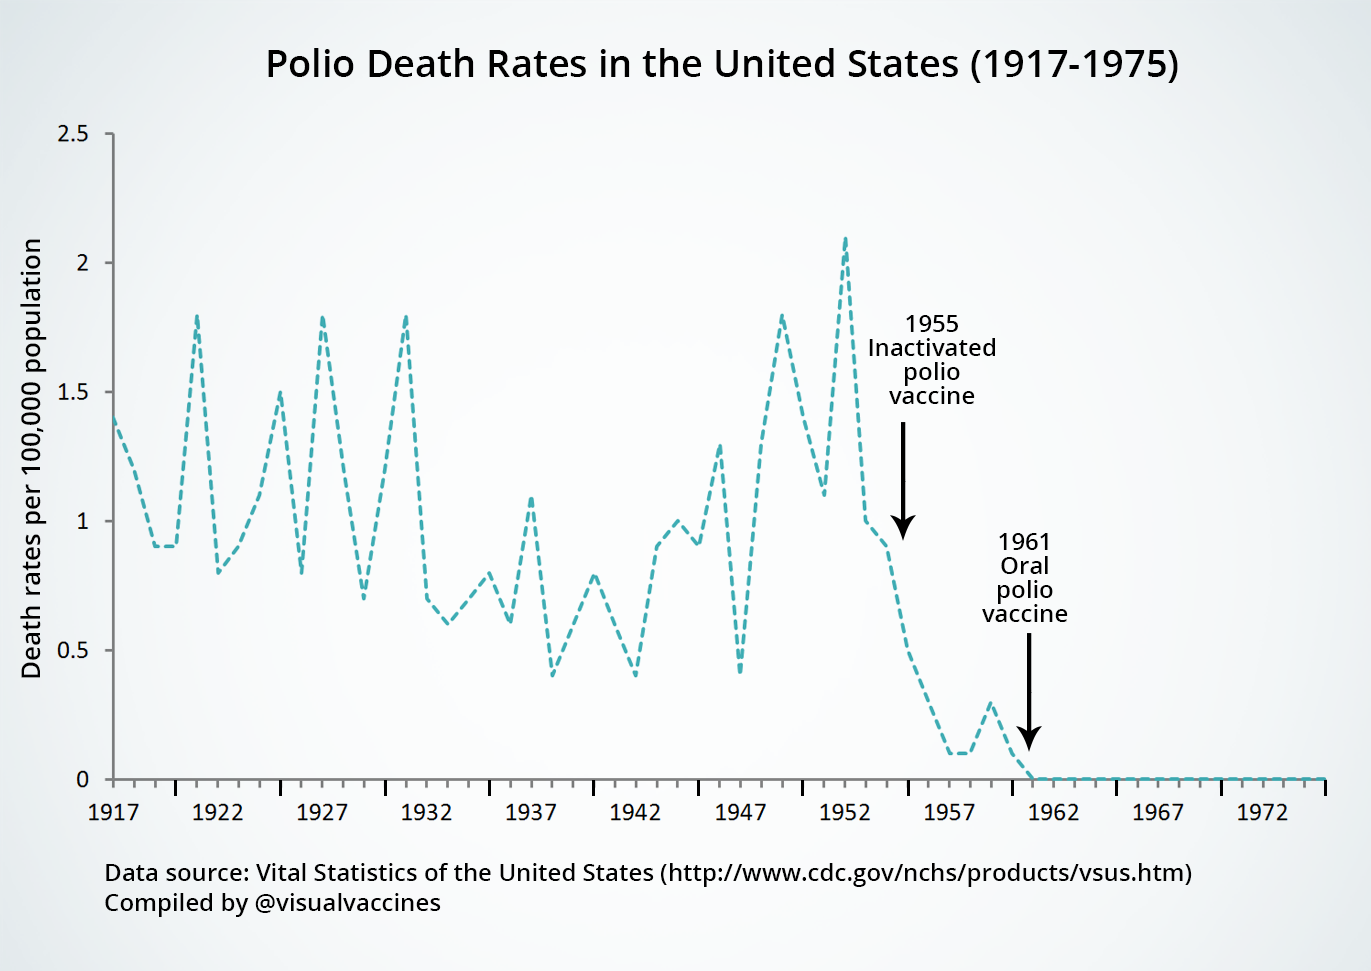 Polio Death Rates in the United States (1917-1975)
Death rates per 100,000 population
2.5
2
1.5
1
0.5
0
1955
Inactivated
polio
vaccine
1961
Oral
polio
vaccine
1917 1922 1927 1932 1937 1942 1947 1952 1957 1962 1967 1972
Data source: Vital Statistics of the United States (http://www.cdc.gov/nchs/products/vsus.htm)
Compiled by @visualvaccines